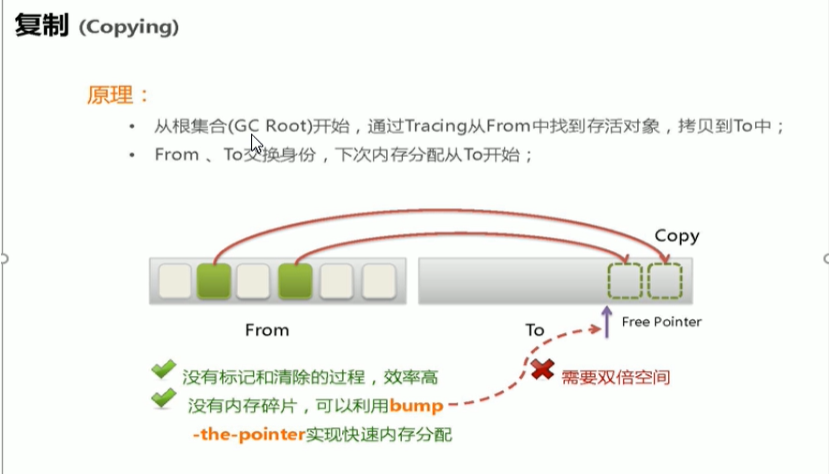 复制 (Copying)
原理：
• 从根集合(GC Root)开始，通过Tracing从From中找到存活对象，拷贝到To中；
• From 、To交换身份，下次内存分配从To开始；
Copy
From
To
Free Pointer
没有标记和清除的过程，效率高
需要双倍空间
没有内存碎片，可以利用bump
-the-pointer实现快速内存分配